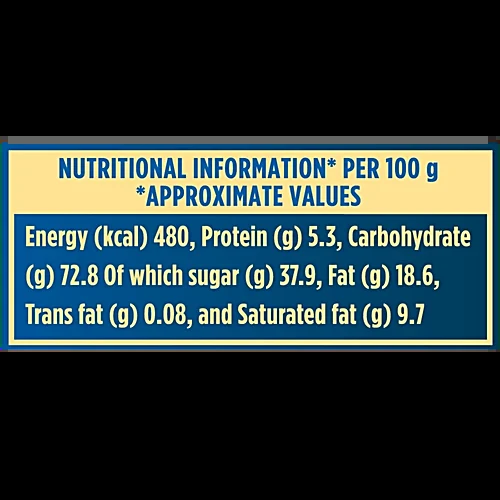 NUTRITIONAL INFORMATION* PER 100 g
*APPROXIMATE VALUES
Energy (kcal) 480, Protein (g) 5.3, Carbohydrate
(g) 72.8 Of which sugar (g) 37.9, Fat (g) 18.6,
Trans fat (g) 0.08, and Saturated fat (g) 9.7